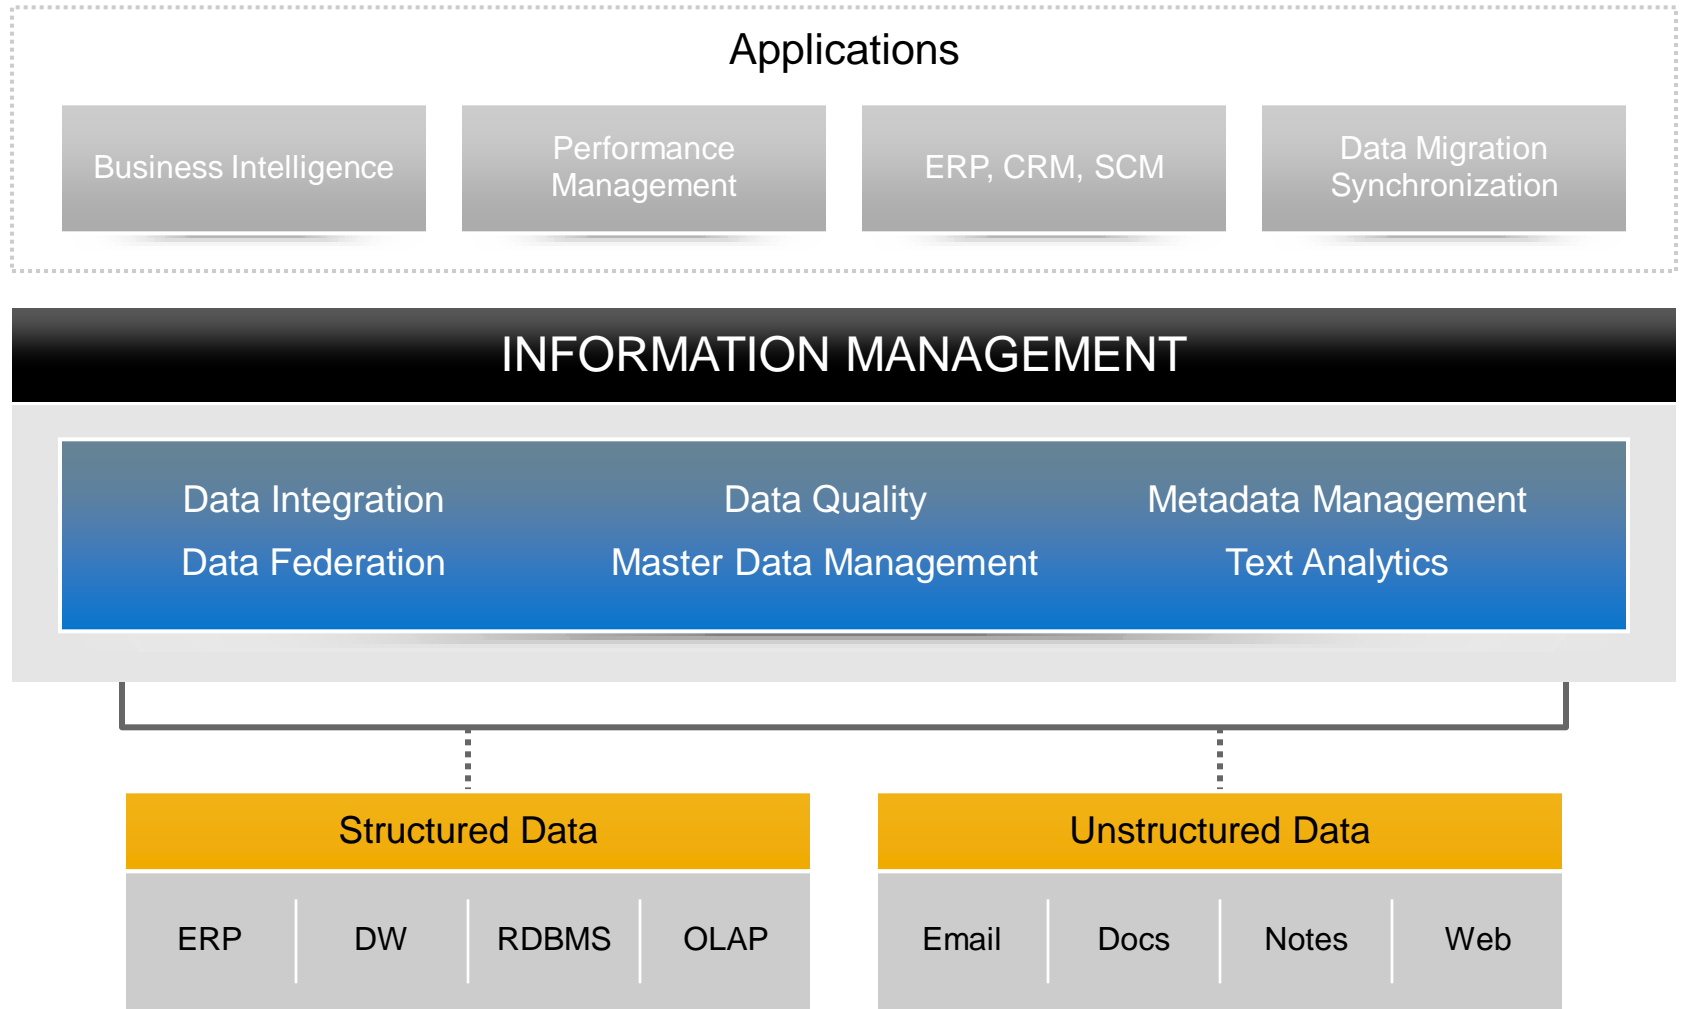 Applications
Business Intelligence
Performance
Management
ERP, CRM, SCM
Data Migration
Synchronization
INFORMATION MANAGEMENT
Data Integration
Data Quality
Metadata Management
Data Federation
Master Data Management
Text Analytics
Structured Data
ERP
DW
RDBMS
OLAP
Unstructured Data
Email
Docs
Notes
Web